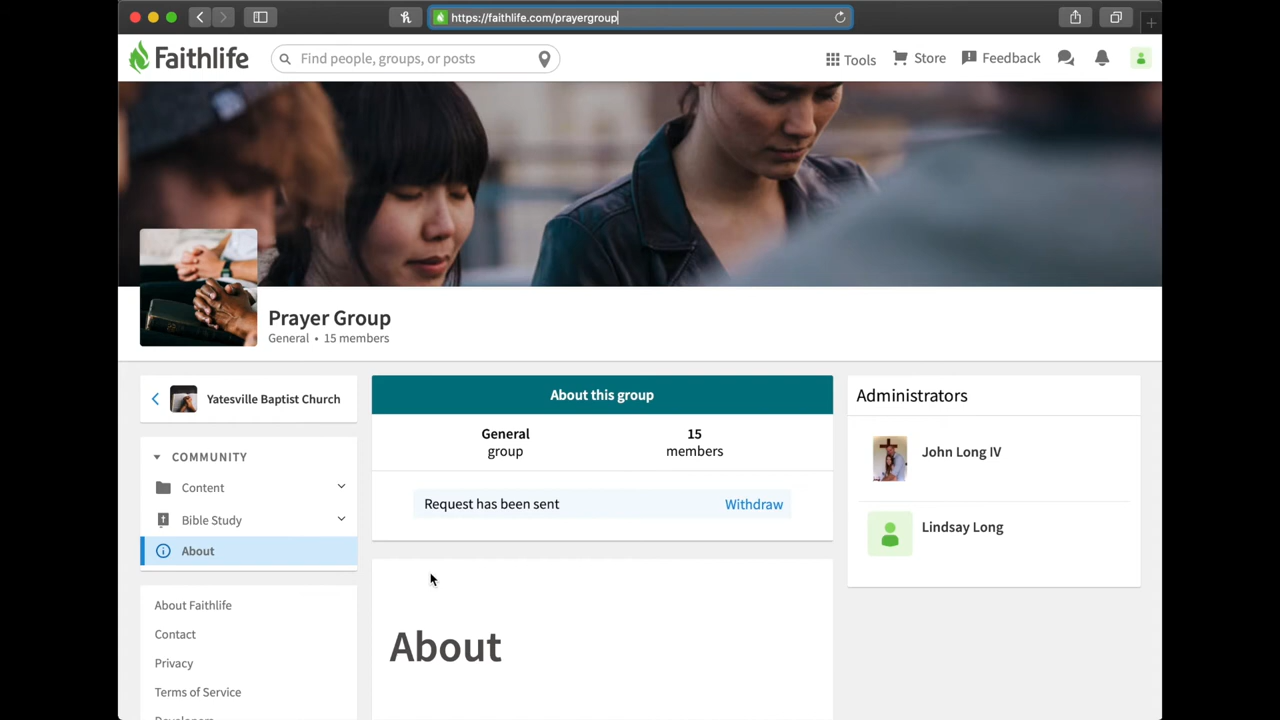 https://faithlife.com/prayergroup
Faithlife
Find people, groups, or posts
Tools
Store
Feedback
Prayer Group
General • 15 members
Yatesville Baptist Church
COMMUNITY
Content
Bible Study
About
About Faithlife
Contact
Privacy
Terms of Service
About this group
General
group
15
members
Request has been sent
Withdraw
About
Administrators
John Long IV
Lindsay Long